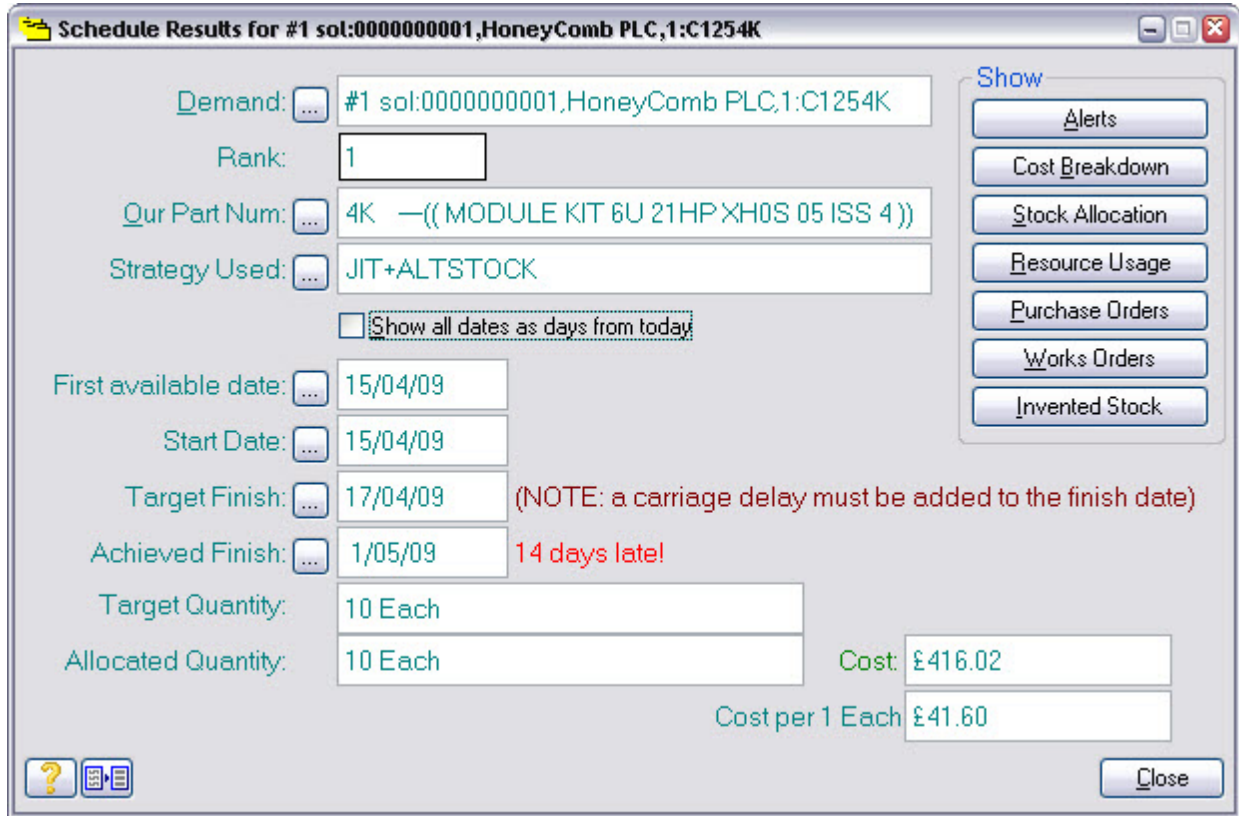 Schedule Results for #1 sol:0000000001,HoneyComb PLC,1:C1254K
Demand: ... #1 sol:0000000001,HoneyComb PLC,1:C1254K
Rank: 1
Our Part Num: ... 4K —(( MODULE KIT 6U 21HP XH0S 05 ISS 4 ))
Strategy Used: ... JIT+ALTSTOCK
Show all dates as days from today
Show
Alerts
Cost Breakdown
Stock Allocation
Resource Usage
Purchase Orders
Works Orders
Invented Stock
First available date: ... 15/04/09
Start Date: ... 15/04/09
Target Finish: ... 17/04/09 (NOTE: a carriage delay must be added to the finish date)
Achieved Finish: ... 1/05/09 14 days late!
Target Quantity: 10 Each
Allocated Quantity: 10 Each Cost: £416.02
Cost per 1 Each £41.60
? Close